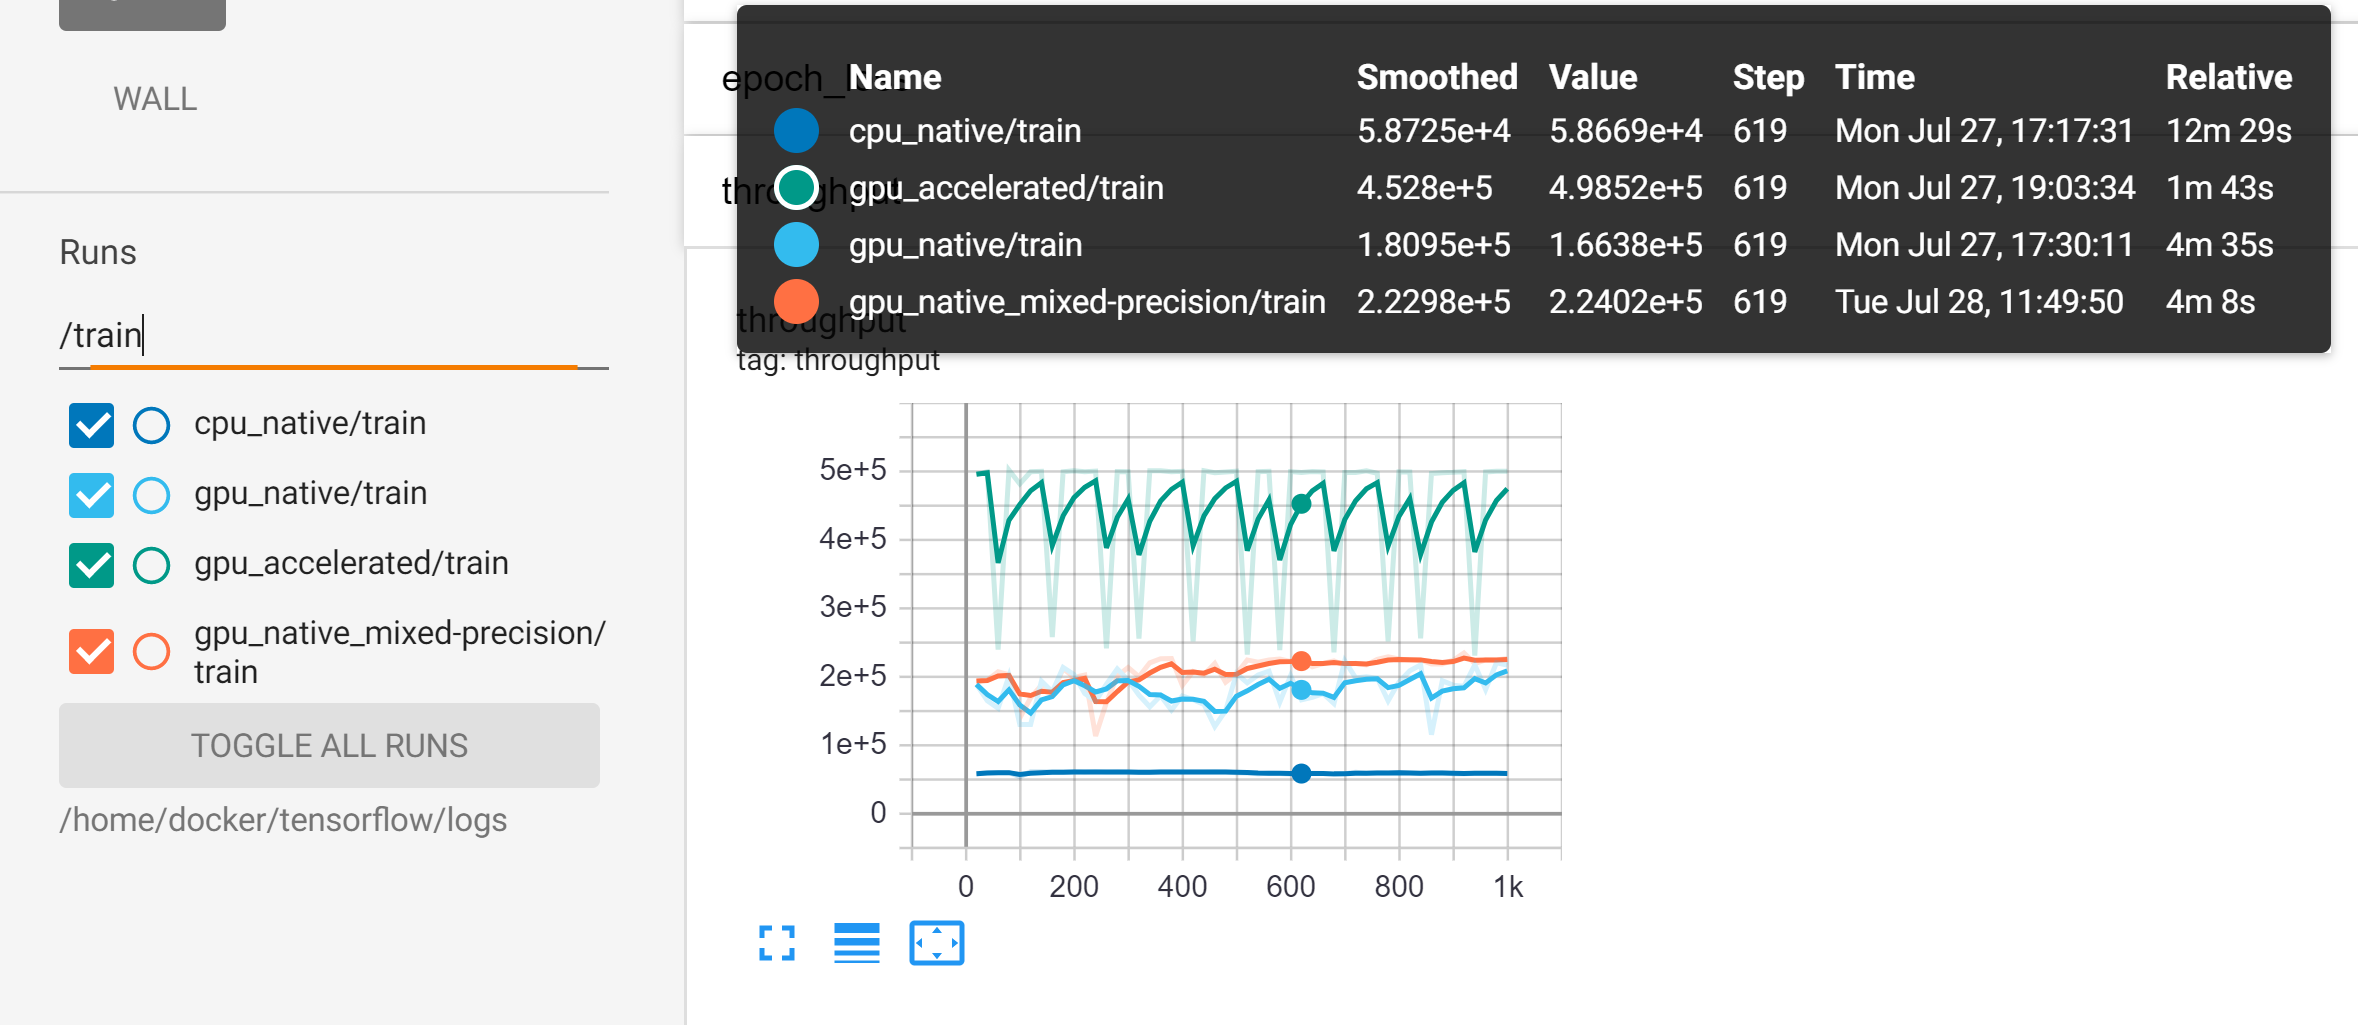 WALL
Runs
/train
cpu_native/train
gpu_native/train
gpu_accelerated/train
gpu_native_mixed-precision/
train
TOGGLE ALL RUNS
/home/docker/tensorflow/logs
Name Smoothed Value Step Time Relative
cpu_native/train 5.8725e+4 5.8669e+4 619 Mon Jul 27, 17:17:31 12m 29s
gpu_accelerated/train 4.528e+5 4.9852e+5 619 Mon Jul 27, 19:03:34 1m 43s
gpu_native/train 1.8095e+5 1.6638e+5 619 Mon Jul 27, 17:30:11 4m 35s
gpu_native_mixed-precision/train 2.2298e+5 2.2402e+5 619 Tue Jul 28, 11:49:50 4m 8s
throughput
throughput
tag: throughput
5e+5
4e+5
3e+5
2e+5
1e+5
0
0 200 400 600 800 1k